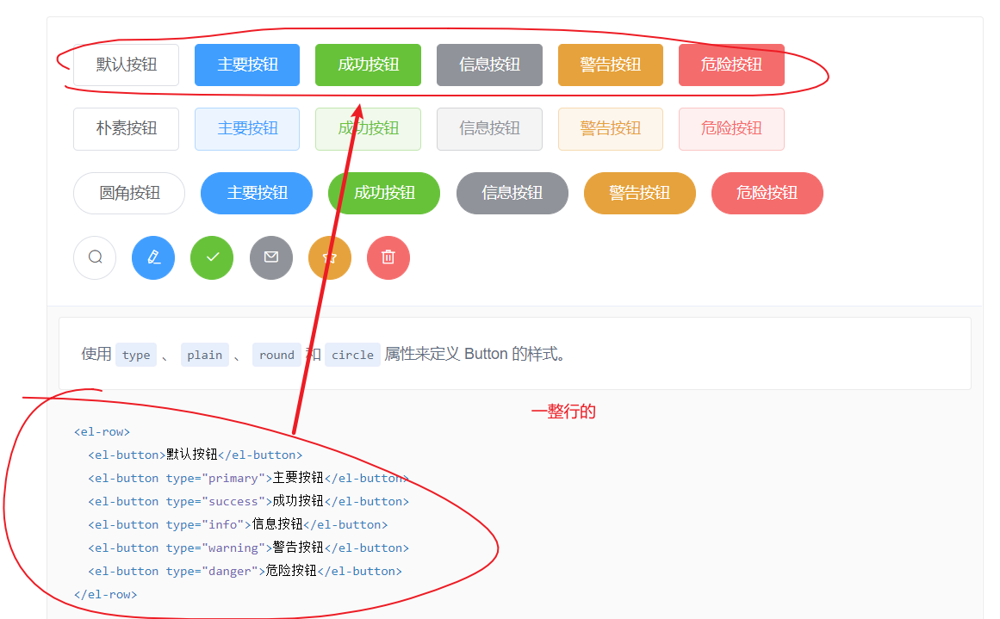 默认按钮 主要按钮 成功按钮 信息按钮 警告按钮 危险按钮
朴素按钮 主要按钮 成功按钮 信息按钮 警告按钮 危险按钮
圆角按钮 主要按钮 成功按钮 信息按钮 警告按钮 危险按钮
使用 type 、 plain 、 round 和 circle 属性来定义 Button 的样式。
一整行的
<el-row>
  <el-button>默认按钮</el-button>
  <el-button type="primary">主要按钮</el-button>
  <el-button type="success">成功按钮</el-button>
  <el-button type="info">信息按钮</el-button>
  <el-button type="warning">警告按钮</el-button>
  <el-button type="danger">危险按钮</el-button>
</el-row>